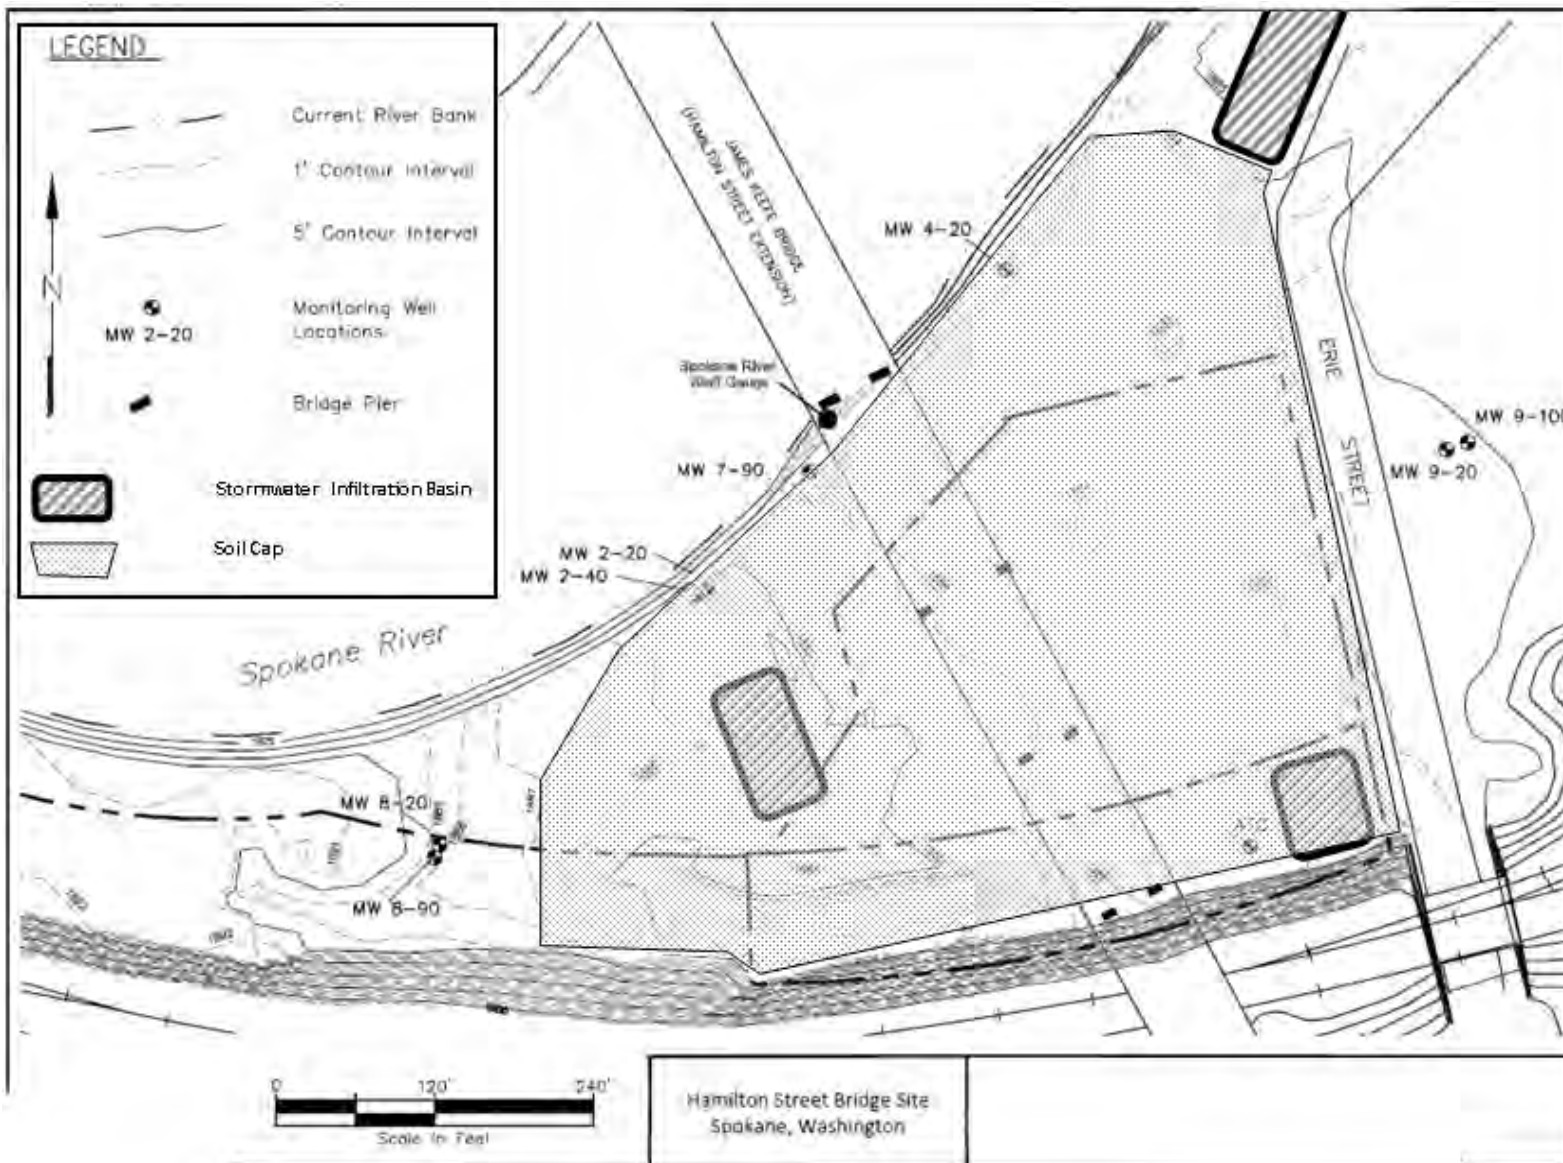 LEGEND
Current River Bank
1' Contour Interval
5' Contour Interval
N
Monitoring Well
Locations
MW 2-20
Bridge Pier
Stormwater Infiltration Basin
Soil Cap
JAMES KEEFE BRIDGE
(HAMILTON STREET EXTENSION)
MW 4-20
Spokane River
Staff Gauge
MW 7-90
MW 2-20
MW 2-40
ERIE
STREET
MW 9-10
MW 9-20
Spokane River
MW 8-20
MW 8-90
0
120'
240'
Scale In Feet
Hamilton Street Bridge Site
Spokane, Washington